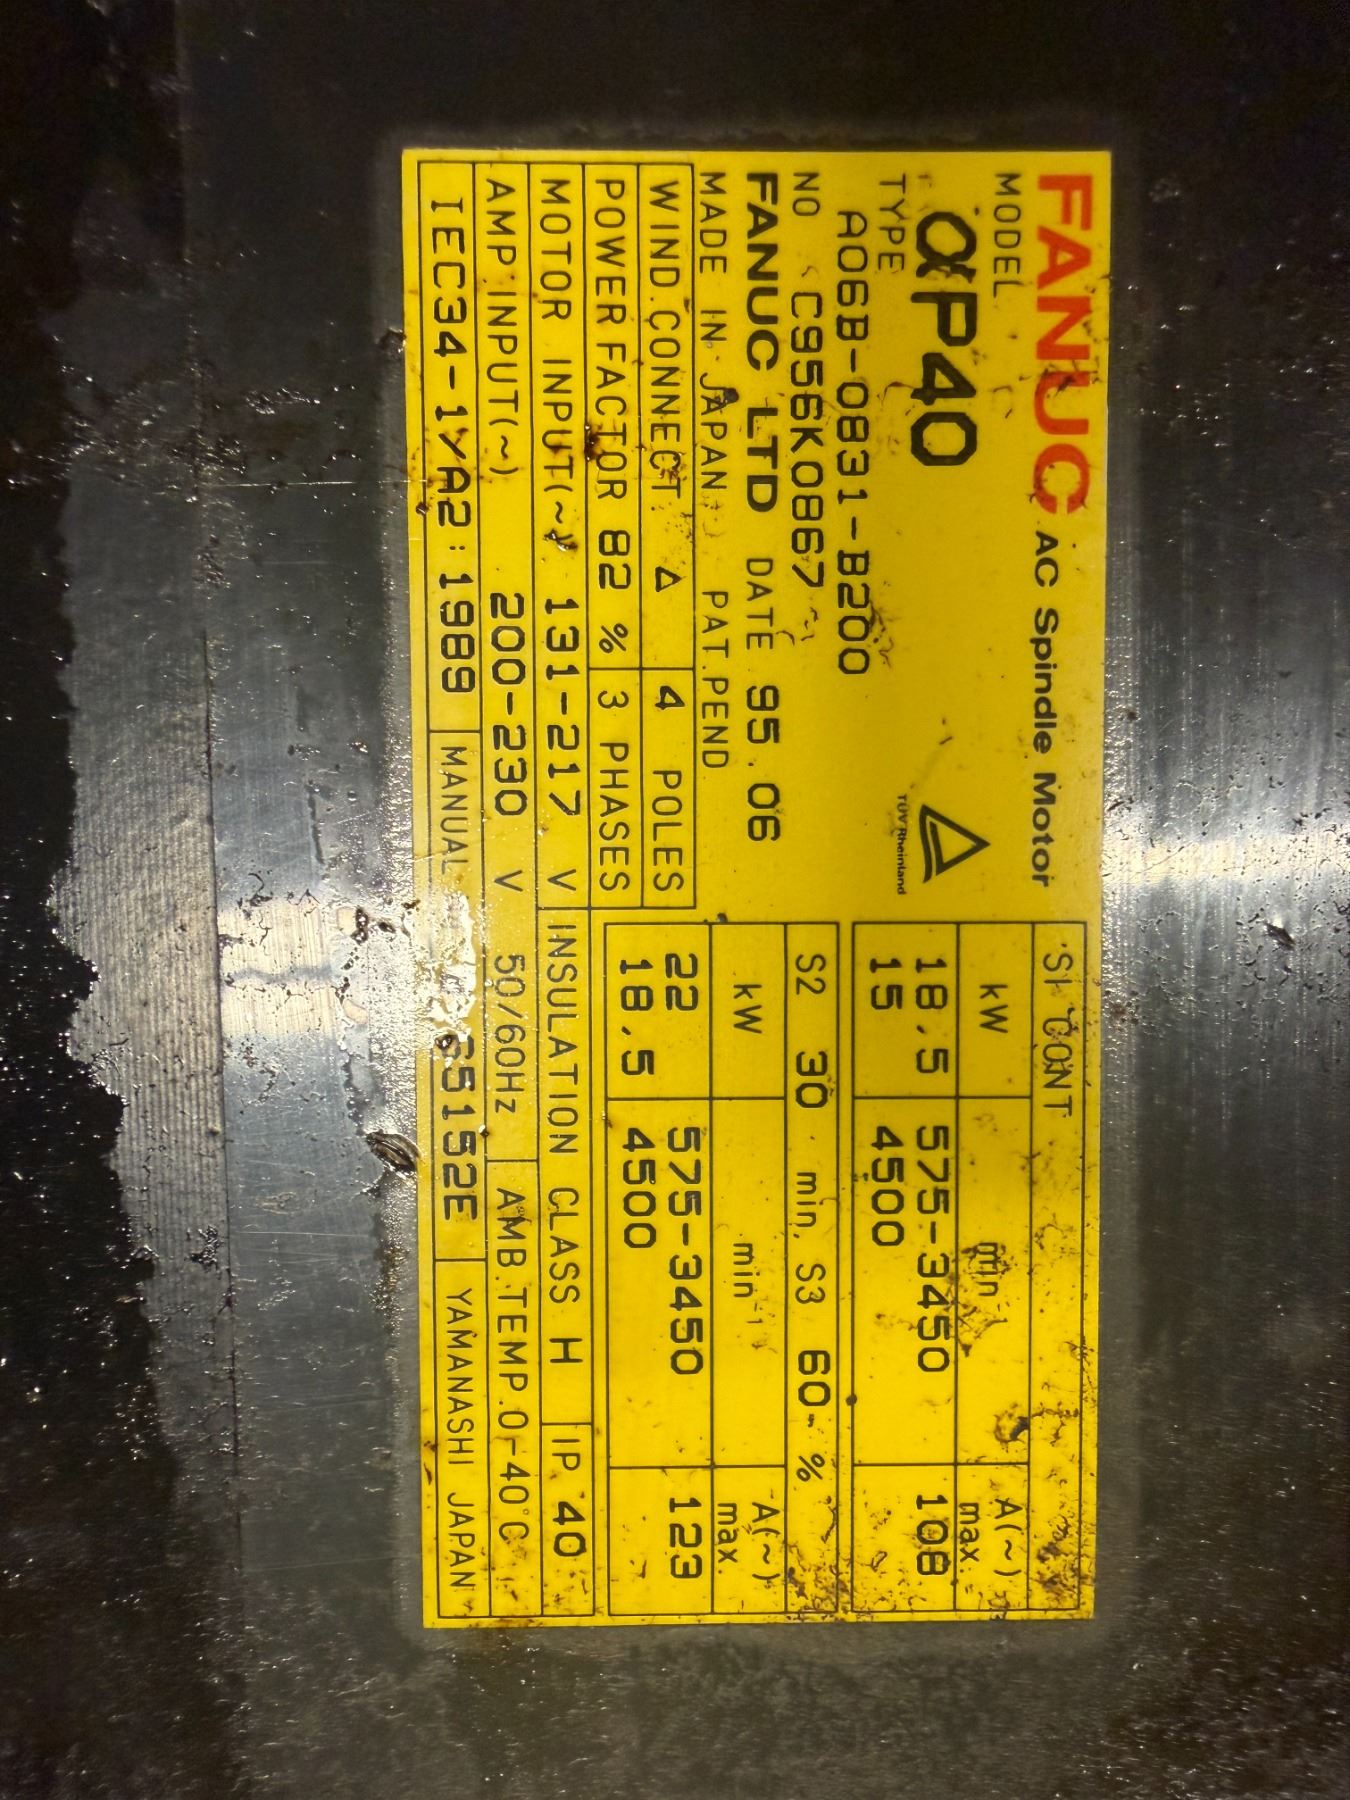 FANUC AC Spindle Motor
MODEL
αP40
TÜV Rheinland
TYPE
A06B-0831-B200
NO C956K0867
FANUC LTD DATE 95.06
MADE IN JAPAN PAT.PEND
WIND.CONNECT △ 4 POLES
POWER FACTOR 82 % 3 PHASES
MOTOR INPUT(~) 131-217 V INSULATION CLASS H IP 40
AMP INPUT(~) 200-230 V 50/60Hz AMB.TEMP.0-40°C
IEC34-1/A2:1989 MANUAL 65152E YAMANASHI JAPAN
S1 CONT
kW min⁻¹ A(~) max.
18.5 575-3450 108
15 4500
S2 30 min. S3 60 %
kW min⁻¹ A(~) max.
22 575-3450 123
18.5 4500